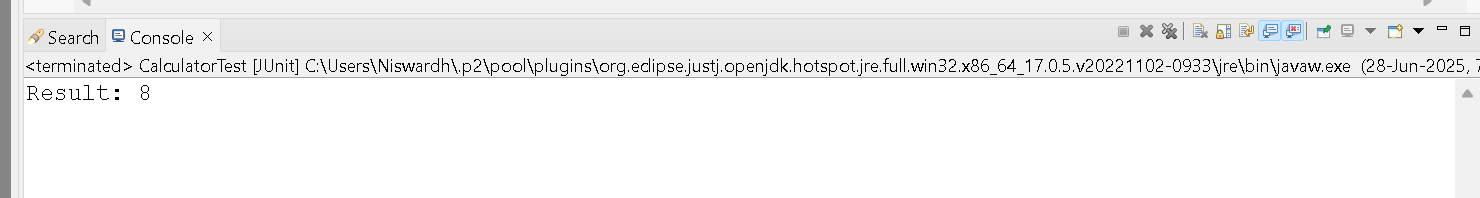 Search Console
<terminated> CalculatorTest [JUnit] C:\Users\Niswardh\.p2\pool\plugins\org.eclipse.justj.openjdk.hotspot.jre.full.win32.x86_64_17.0.5.v20221102-0933\jre\bin\javaw.exe (28-Jun-2025, 7
Result: 8